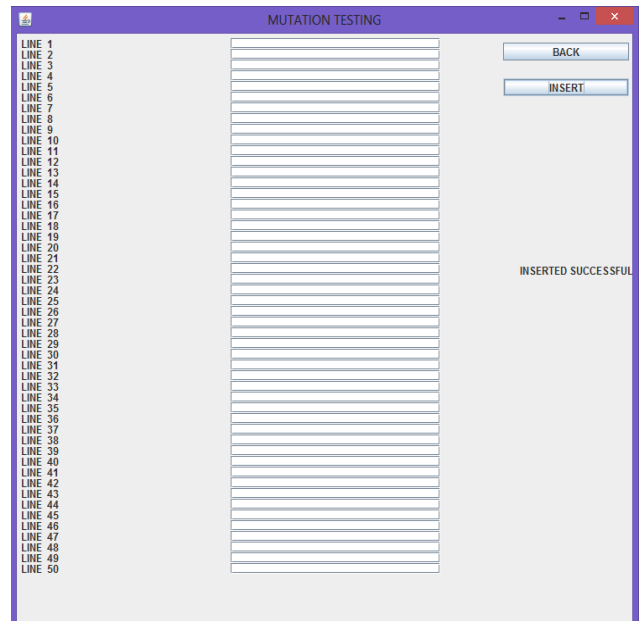 MUTATION TESTING
LINE 1
LINE 2
LINE 3
LINE 4
LINE 5
LINE 6
LINE 7
LINE 8
LINE 9
LINE 10
LINE 11
LINE 12
LINE 13
LINE 14
LINE 15
LINE 16
LINE 17
LINE 18
LINE 19
LINE 20
LINE 21
LINE 22
LINE 23
LINE 24
LINE 25
LINE 26
LINE 27
LINE 28
LINE 29
LINE 30
LINE 31
LINE 32
LINE 33
LINE 34
LINE 35
LINE 36
LINE 37
LINE 38
LINE 39
LINE 40
LINE 41
LINE 42
LINE 43
LINE 44
LINE 45
LINE 46
LINE 47
LINE 48
LINE 49
LINE 50
BACK
INSERT
INSERTED SUCCESSFUL